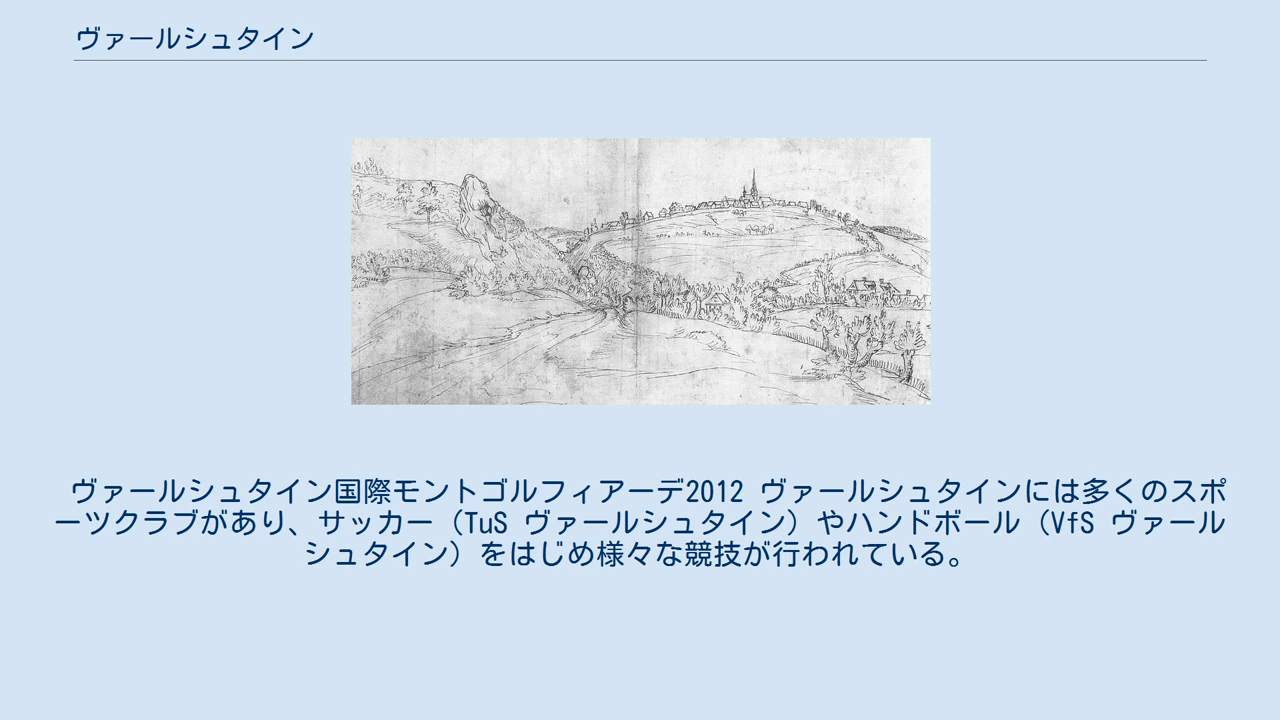 ヴァールシュタイン
ヴァールシュタイン国際モントゴルフィアーデ2012 ヴァールシュタインには多くのスポ
ーツクラブがあり、サッカー（TuS ヴァールシュタイン）やハンドボール（VfS ヴァール
シュタイン）をはじめ様々な競技が行われている。